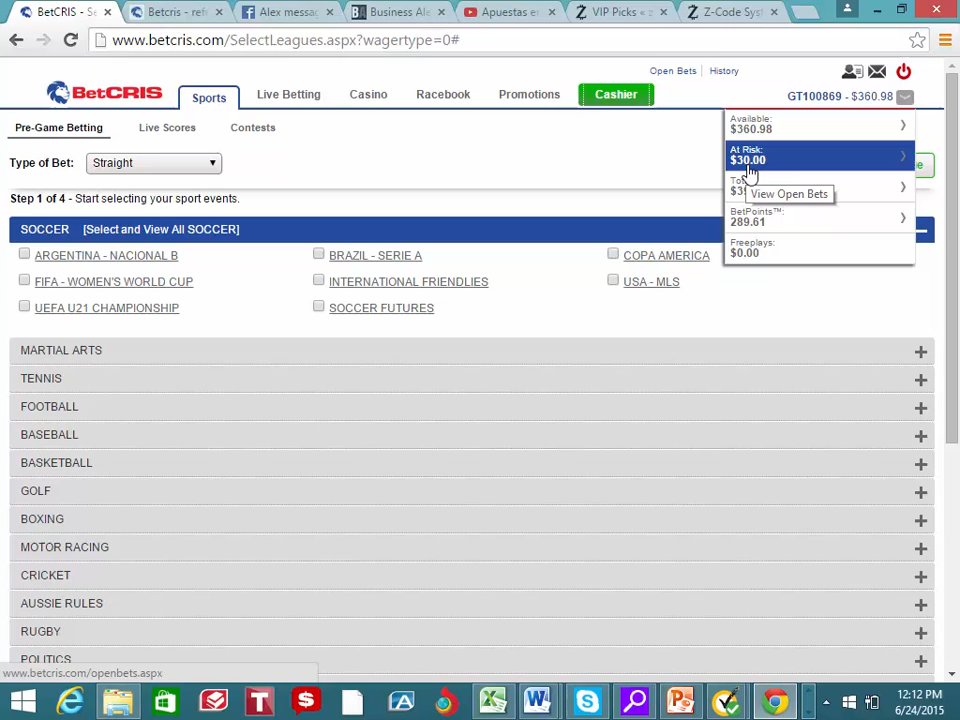 BetCRIS - Se
Betcris - refe
Alex messag
Business Ale
Apuestas en
VIP Picks « z
Z-Code Sys
www.betcris.com/SelectLeagues.aspx?wagertype=0#
Open Bets | History
BetCRIS
Sports
Live Betting
Casino
Racebook
Promotions
Cashier
GT100869 - $360.98
Pre-Game Betting
Live Scores
Contests
Available:
$360.98
At Risk:
$30.00
View Open Bets
BetPoints™:
289.61
Freeplays:
$0.00
Type of Bet:
Straight
Step 1 of 4 - Start selecting your sport events.
SOCCER [Select and View All SOCCER]
ARGENTINA - NACIONAL B
BRAZIL - SERIE A
COPA AMERICA
FIFA - WOMEN'S WORLD CUP
INTERNATIONAL FRIENDLIES
USA - MLS
UEFA U21 CHAMPIONSHIP
SOCCER FUTURES
MARTIAL ARTS
TENNIS
FOOTBALL
BASEBALL
BASKETBALL
GOLF
BOXING
MOTOR RACING
CRICKET
AUSSIE RULES
RUGBY
POLITICS
www.betcris.com/openbets.aspx
12:12 PM
6/24/2015